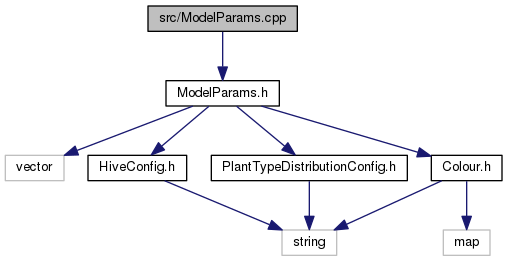 src/ModelParams.cpp
ModelParams.h
vector
HiveConfig.h
PlantTypeDistributionConfig.h
Colour.h
string
map